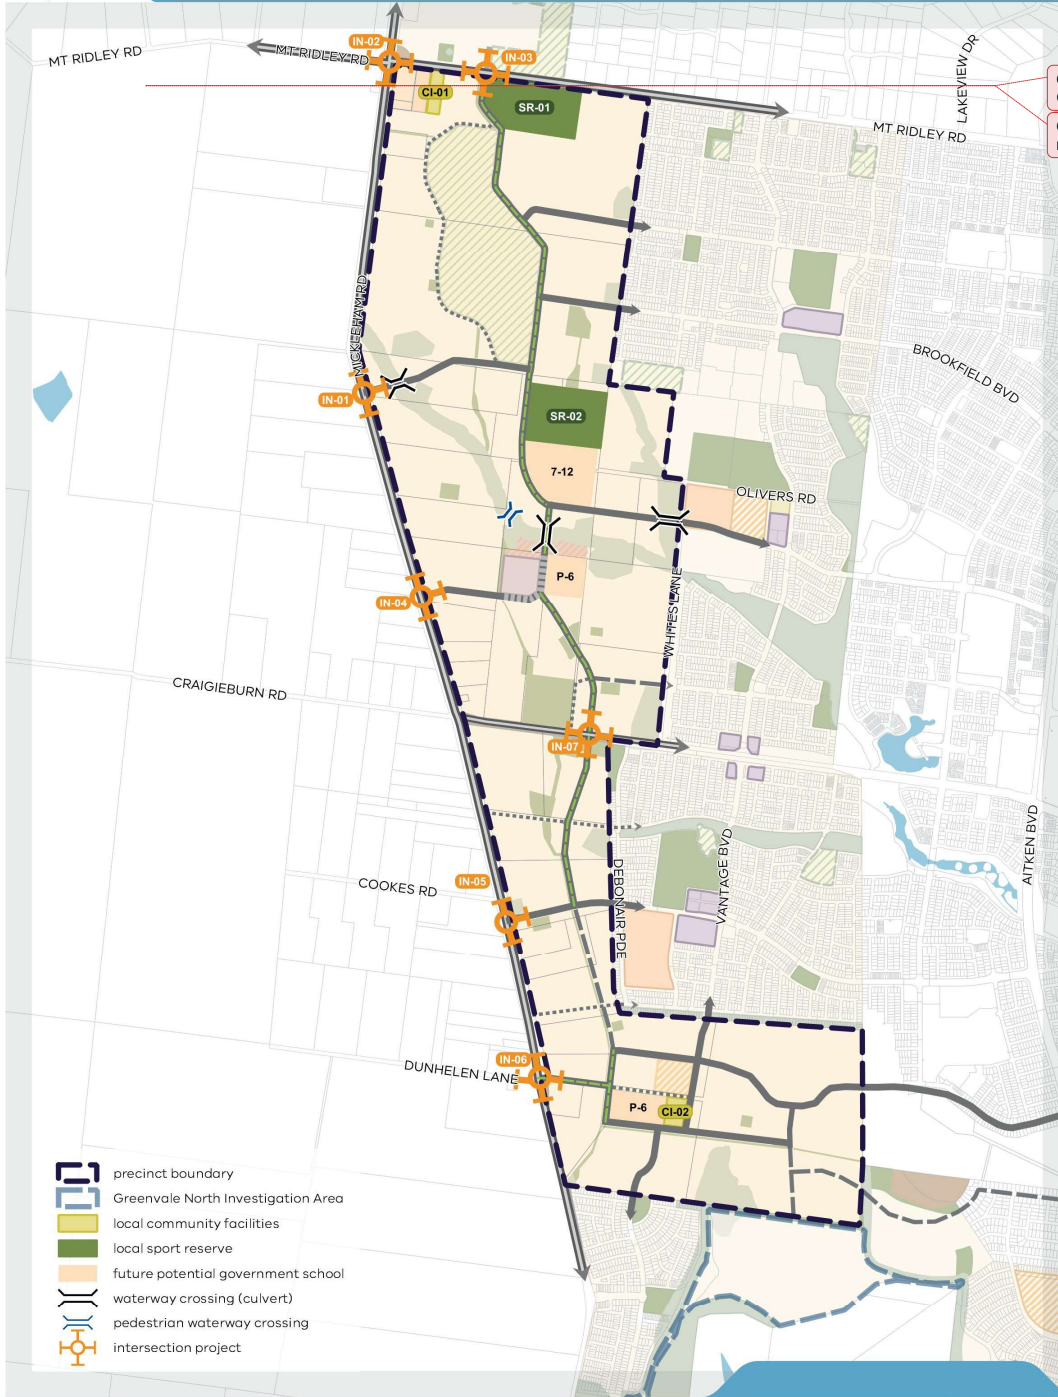 MT RIDLEY RD
IN-02
MT RIDLEY RD
IN-03
CI-01
SR-01
LAKEVIEW DR
MT RIDLEY RD
MICKLEHAM RD
BROOKFIELD BVD
IN-01
SR-02
7-12
OLIVERS RD
P-6
IN-04
WHITES LANE
CRAIGIEBURN RD
IN-07
AITKEN BVD
VANTAGE BVD
IN-05
COOKES RD
DEBONAIR PDE
IN-06
DUNHELEN LANE
P-6
CI-02
precinct boundary
Greenvale North Investigation Area
local community facilities
local sport reserve
future potential government school
waterway crossing (culvert)
pedestrian waterway crossing
intersection project